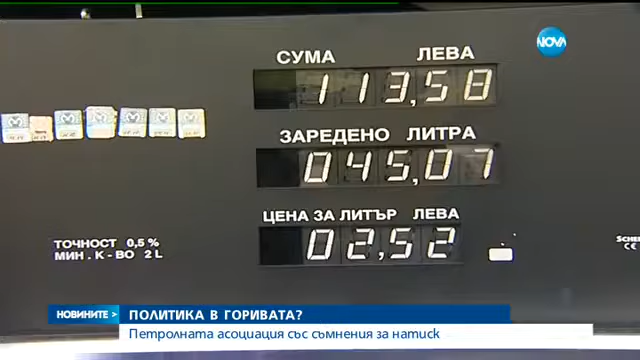 NOVA
СУМА ЛЕВА
113,58
ЗАРЕДЕНО ЛИТРА
045,07
ЦЕНА ЗА ЛИТЪР ЛЕВА
02,52
ТОЧНОСТ 0,5 %
МИН. К-ВО 2 L
CE
НОВИНИТЕ >
ПОЛИТИКА В ГОРИВАТА?
Петролната асоциация със съмнения за натиск